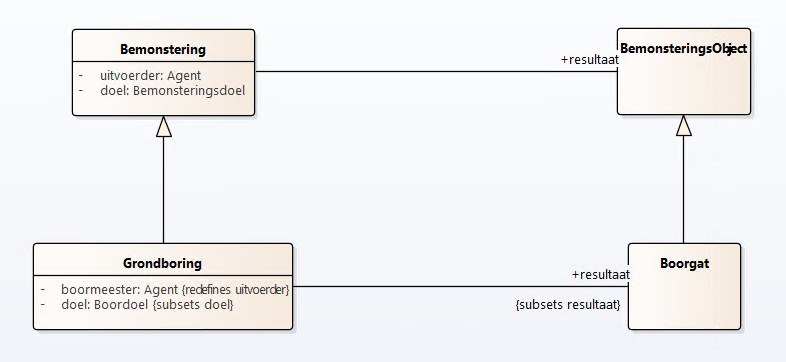 Bemonstering
- uitvoerder: Agent
- doel: Bemonsteringsdoel
BemonsteringsObject
+resultaat
Grondboring
- boormeester: Agent {redefines uitvoerder}
- doel: Boordoel {subsets doel}
Boorgat
+resultaat
{subsets resultaat}